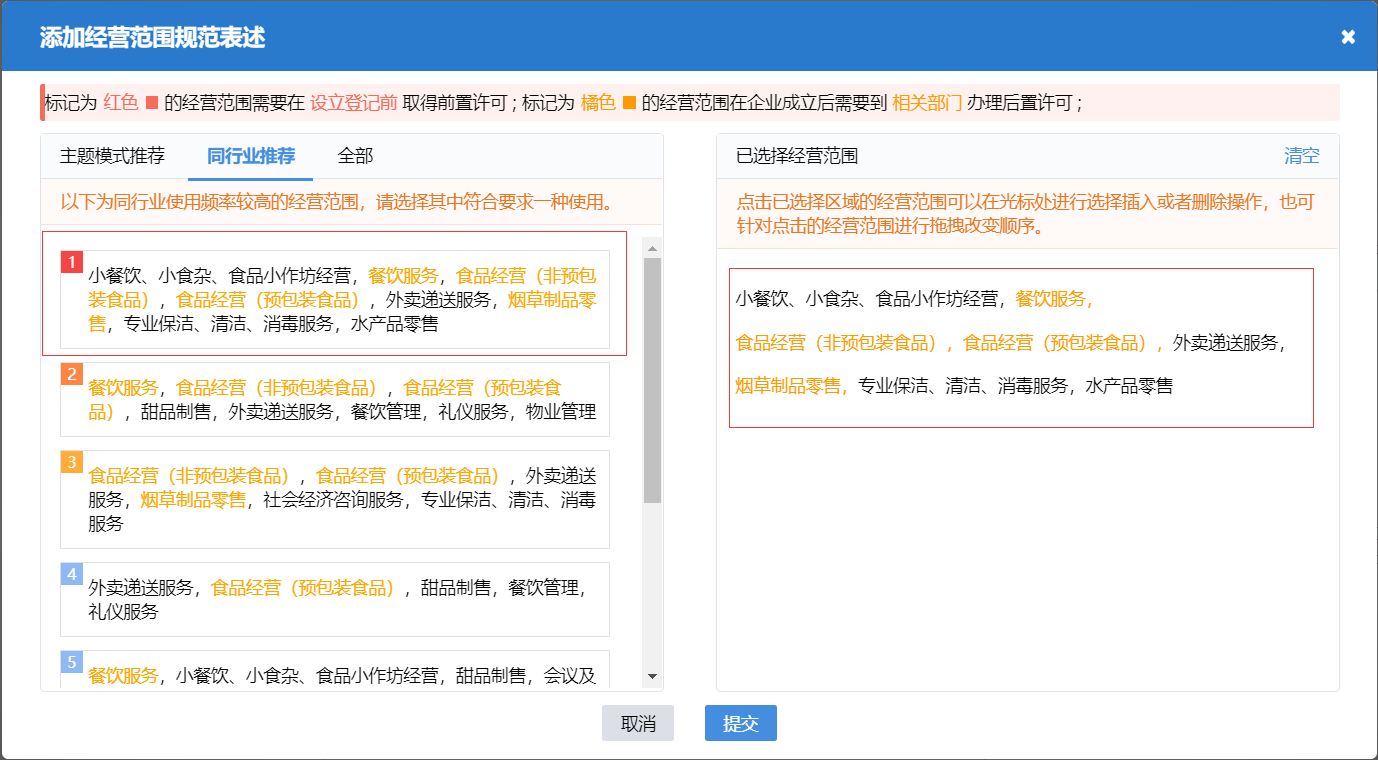 添加经营范围规范表述
标记为 红色 的经营范围需要在 设立登记前 取得前置许可 ; 标记为 橘色 的经营范围在企业成立后需要到 相关部门 办理后置许可 ;
主题模式推荐 同行业推荐 全部
以下为同行业使用频率较高的经营范围，请选择其中符合要求一种使用。
1
小餐饮、小食杂、食品小作坊经营，餐饮服务，食品经营（非预包
装食品），食品经营（预包装食品），外卖递送服务，烟草制品零
售，专业保洁、清洁、消毒服务，水产品零售
2
餐饮服务，食品经营（非预包装食品），食品经营（预包装食
品），甜品制售，外卖递送服务，餐饮管理，礼仪服务，物业管理
3
食品经营（非预包装食品），食品经营（预包装食品），外卖递送
服务，烟草制品零售，社会经济咨询服务，专业保洁、清洁、消毒
服务
4
外卖递送服务，食品经营（预包装食品），甜品制售，餐饮管理，
礼仪服务
5
餐饮服务，小餐饮、小食杂、食品小作坊经营，甜品制售，会议及
已选择经营范围 清空
点击已选择区域的经营范围可以在光标处进行选择插入或者删除操作，也可
针对点击的经营范围进行拖拽改变顺序。
小餐饮、小食杂、食品小作坊经营，餐饮服务，
食品经营（非预包装食品），食品经营（预包装食品），外卖递送服务，
烟草制品零售，专业保洁、清洁、消毒服务，水产品零售
取消 提交